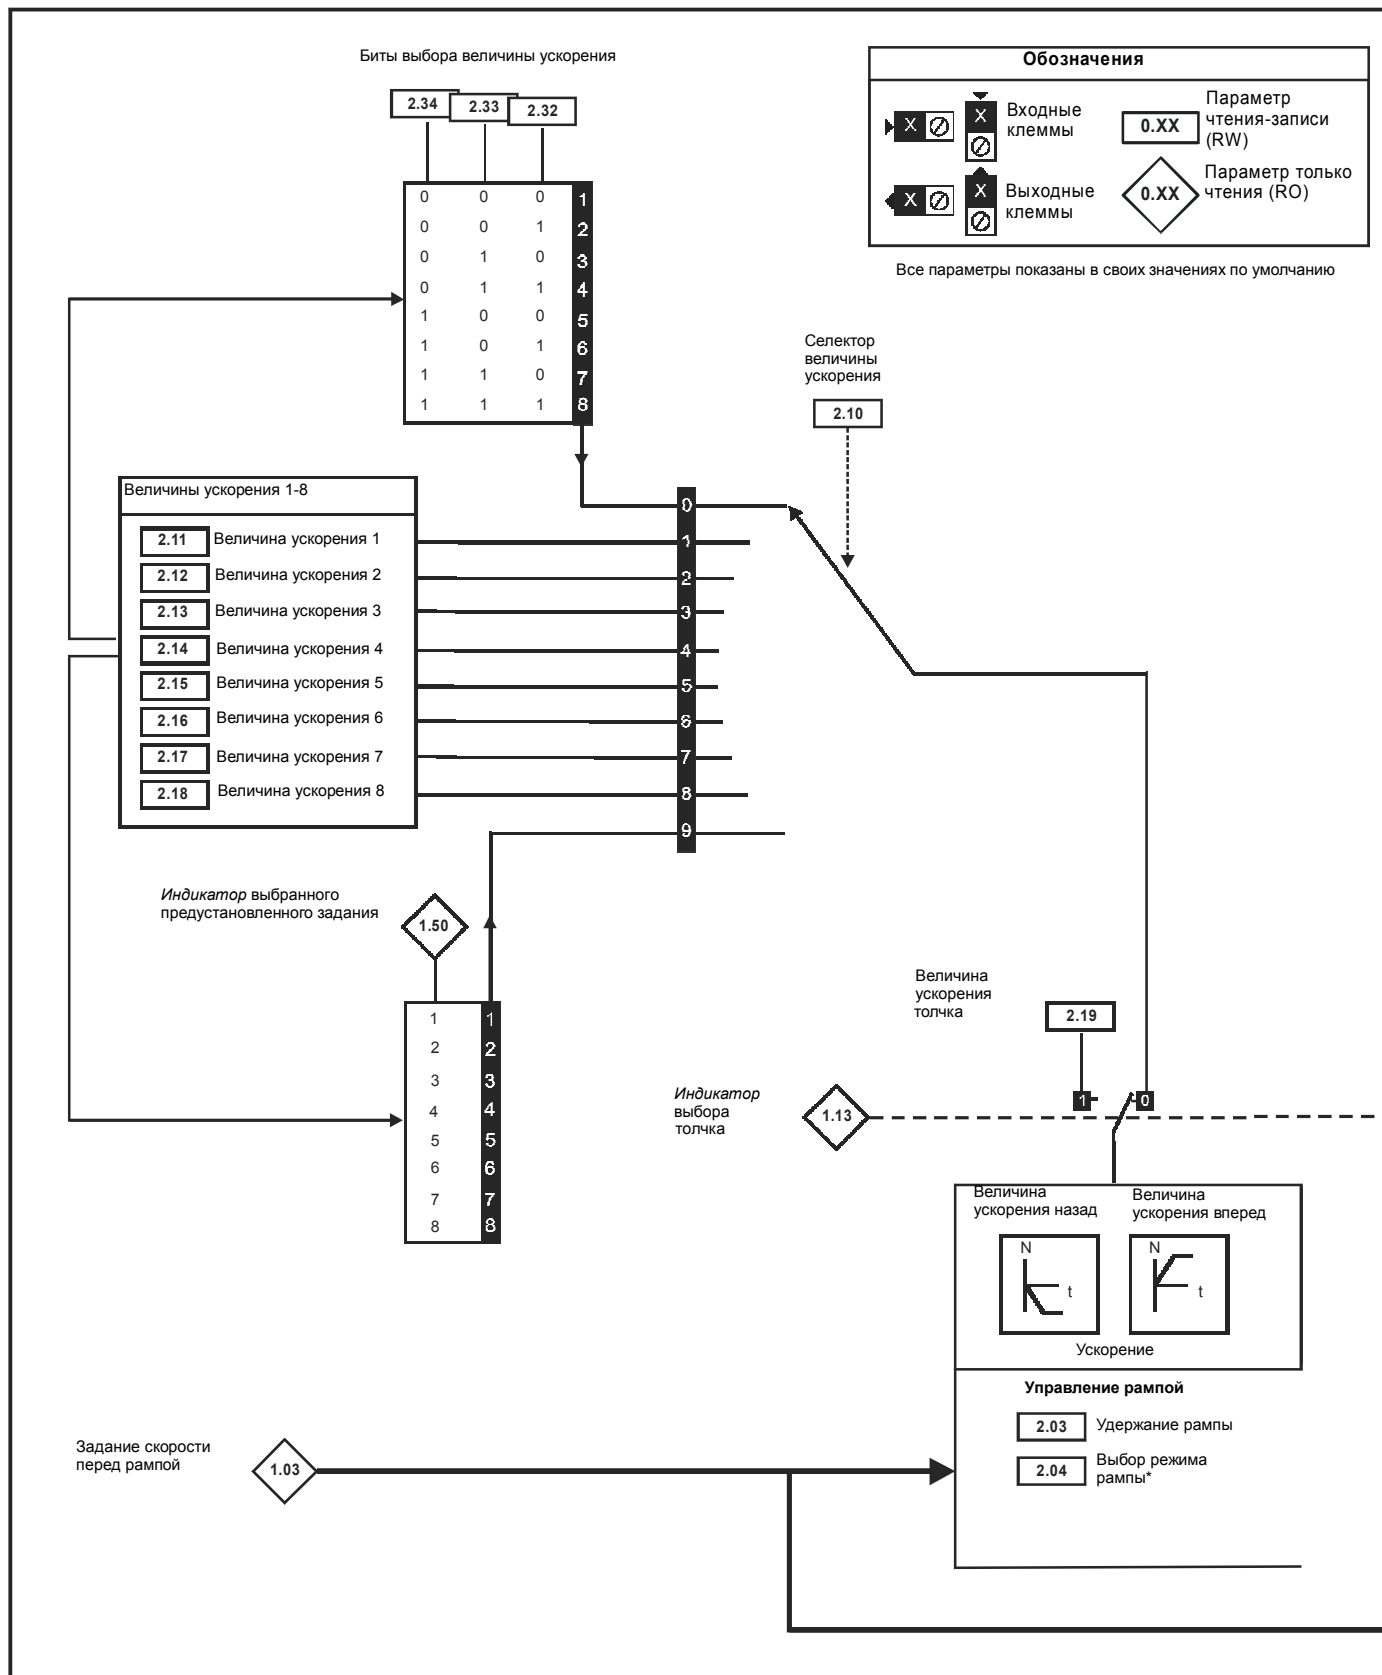 Биты выбора величины ускорения
2.34 2.33 2.32
0 0 0 1
0 0 1 2
0 1 0 3
0 1 1 4
1 0 0 5
1 0 1 6
1 1 0 7
1 1 1 8
Обозначения
X
X
Входные
клеммы
0.XX
Параметр
чтения-записи
(RW)
X
X
Выходные
клеммы
0.XX
Параметр только
чтения (RO)
Все параметры показаны в своих значениях по умолчанию
Селектор
величины
ускорения
2.10
Величины ускорения 1-8
2.11 Величина ускорения 1
2.12 Величина ускорения 2
2.13 Величина ускорения 3
2.14 Величина ускорения 4
2.15 Величина ускорения 5
2.16 Величина ускорения 6
2.17 Величина ускорения 7
2.18 Величина ускорения 8
0
1
2
3
4
5
6
7
8
9
Индикатор выбранного
предустановленного задания
1.50
1 1
2 2
3 3
4 4
5 5
6 6
7 7
8 8
Величина
ускорения
толчка
2.19
Индикатор
выбора
толчка
1.13
1 0
Величина
ускорения назад
Величина
ускорения вперед
N
t
N
t
Ускорение
Управление рампой
2.03 Удержание рампы
2.04 Выбор режима
рампы*
Задание скорости
перед рампой
1.03